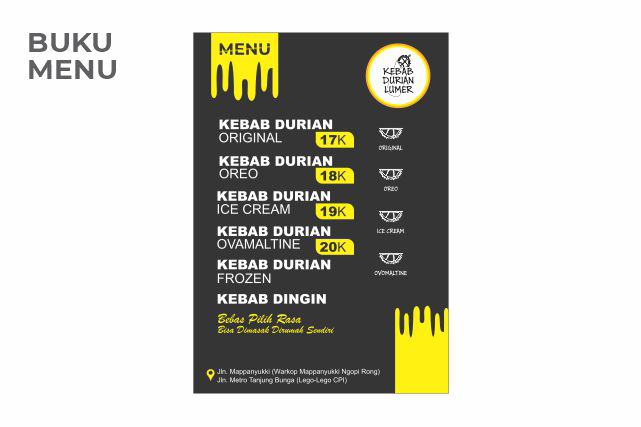 BUKU
MENU
MENU
KEBAB
DURIAN
LUMER
KEBAB DURIAN
ORIGINAL 17K
KEBAB DURIAN
OREO 18K
KEBAB DURIAN
ICE CREAM 19K
KEBAB DURIAN
OVAMALTINE 20K
KEBAB DURIAN
FROZEN
KEBAB DINGIN
Bebas Pilih Rasa
Bisa Dimasak Dirumah Sendiri
ORIGINAL
OREO
ICE CREAM
OVOMALTINE
Jln. Mappanyukki (Warkop Mappanyukki Ngopi Rong)
Jln. Metro Tanjung Bunga (Lego-Lego CPI)